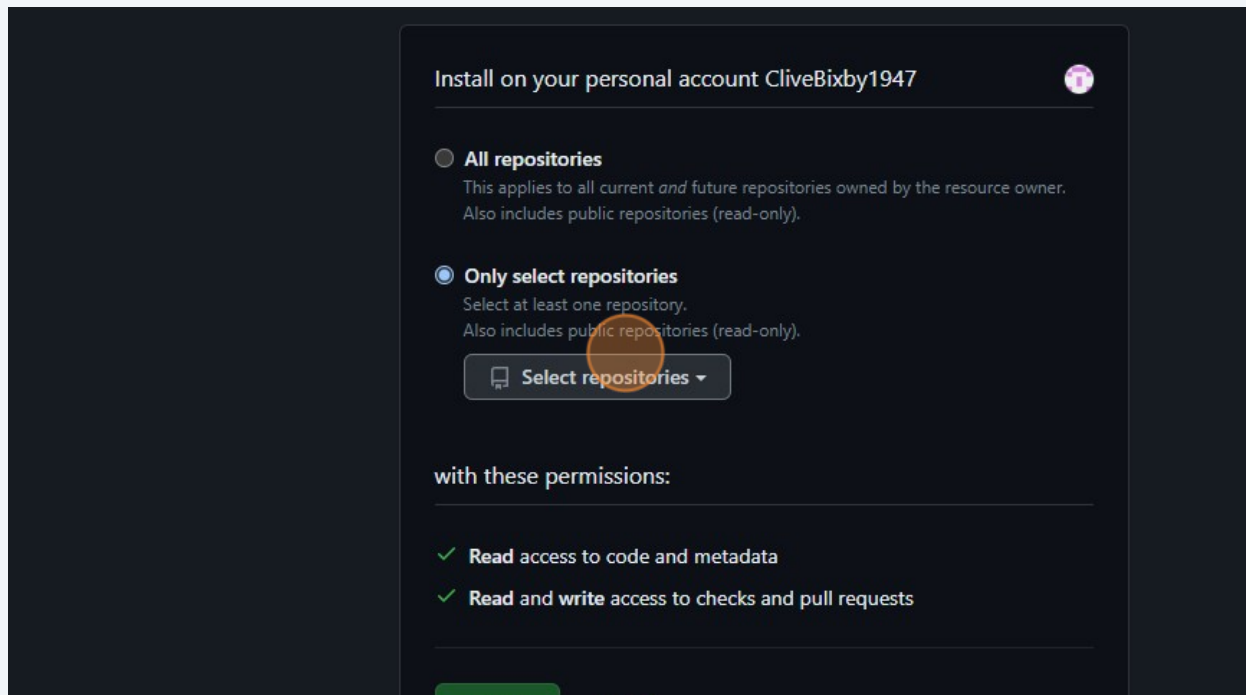 Install on your personal account CliveBixby1947
All repositories
This applies to all current and future repositories owned by the resource owner.
Also includes public repositories (read-only).
Only select repositories
Select at least one repository.
Also includes public repositories (read-only).
Select repositories
with these permissions:
Read access to code and metadata
Read and write access to checks and pull requests